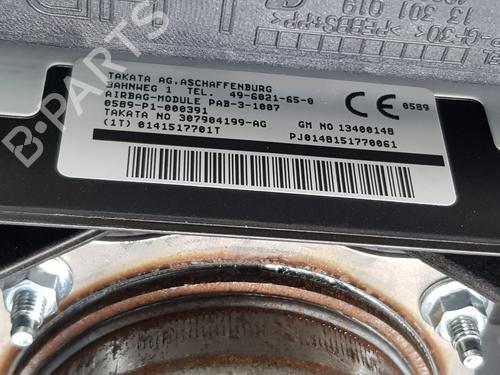 13 301 019
TAKATA AG.ASCHAFFENBURG
BAHNWEG 1 TEL. 49-6021-65-0
AIRBAG-MODULE PAB-3-1007
0589-P1-000391
TAKATA NO 307904199-AG
(1T) 0141517701T
CE 0589
GM NO 13400148
PJ0148151770061